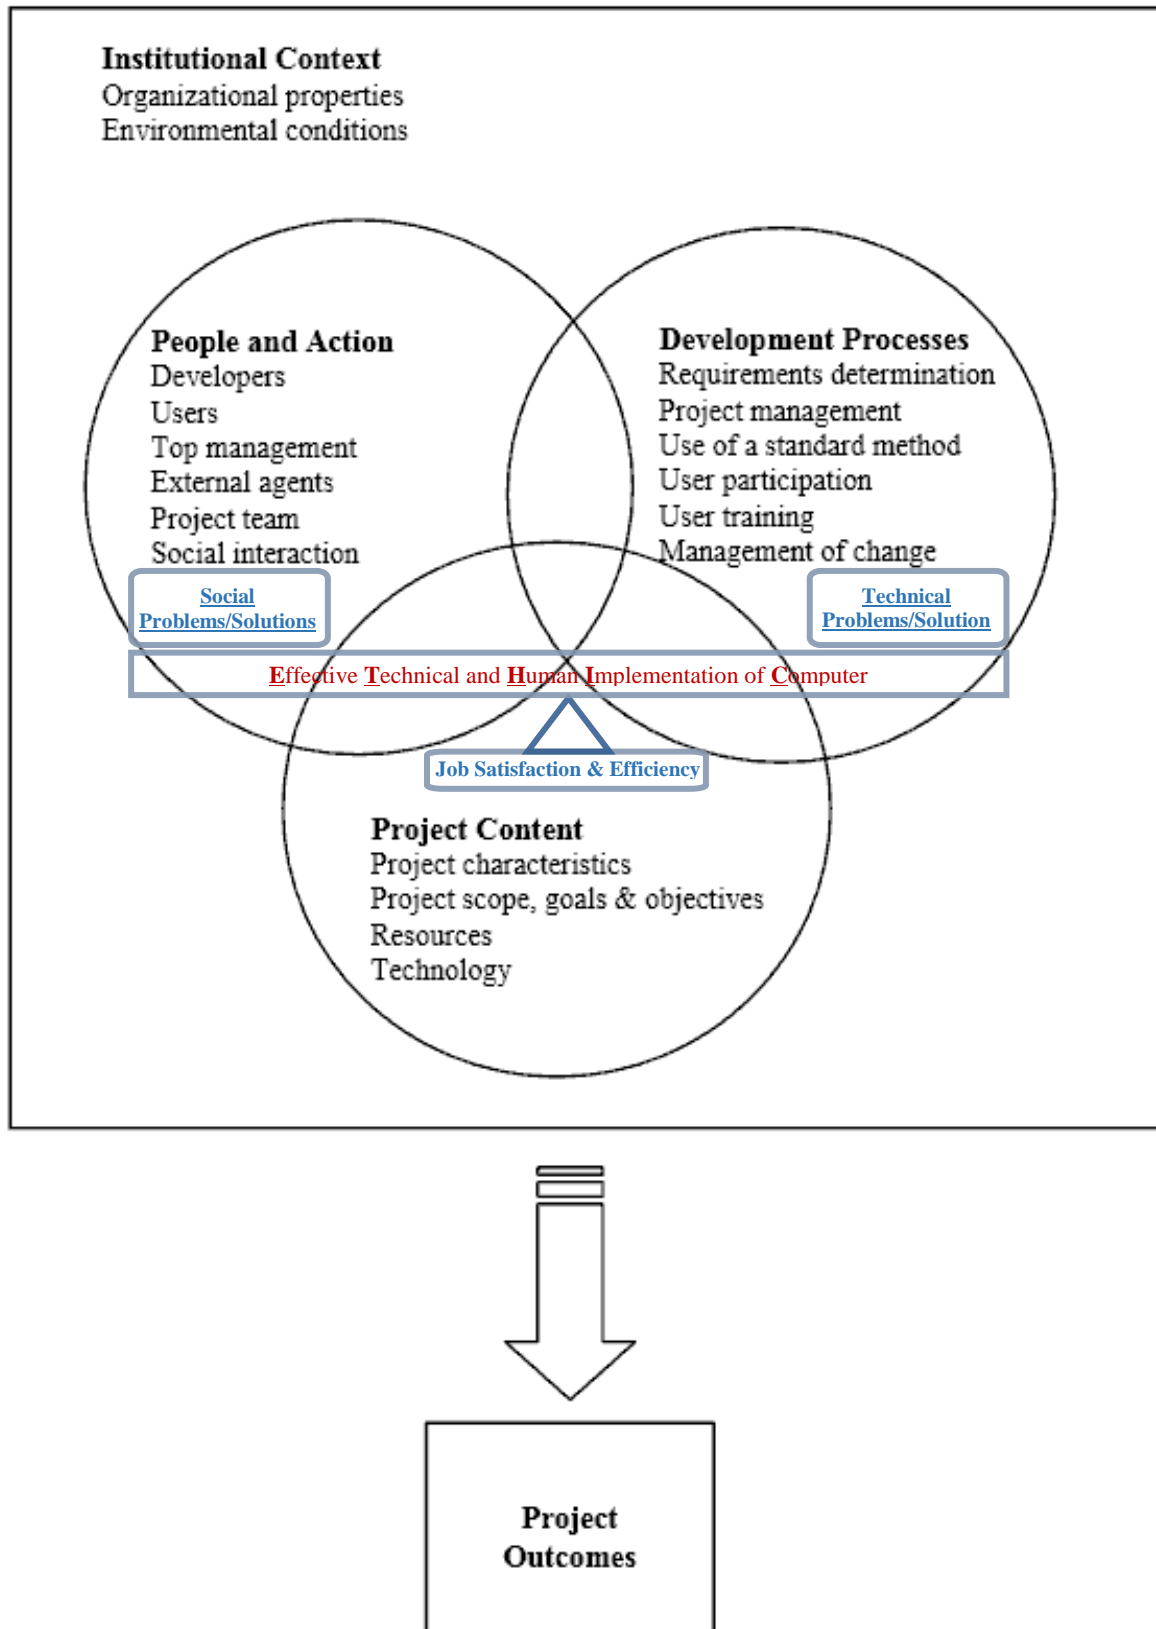 Institutional Context
Organizational properties
Environmental conditions
People and Action
Developers
Users
Top management
External agents
Project team
Social interaction
Development Processes
Requirements determination
Project management
Use of a standard method
User participation
User training
Management of change
Social
Problems/Solutions
Technical
Problems/Solution
Effective Technical and Human Implementation of Computer
Job Satisfaction & Efficiency
Project Content
Project characteristics
Project scope, goals & objectives
Resources
Technology
Project
Outcomes